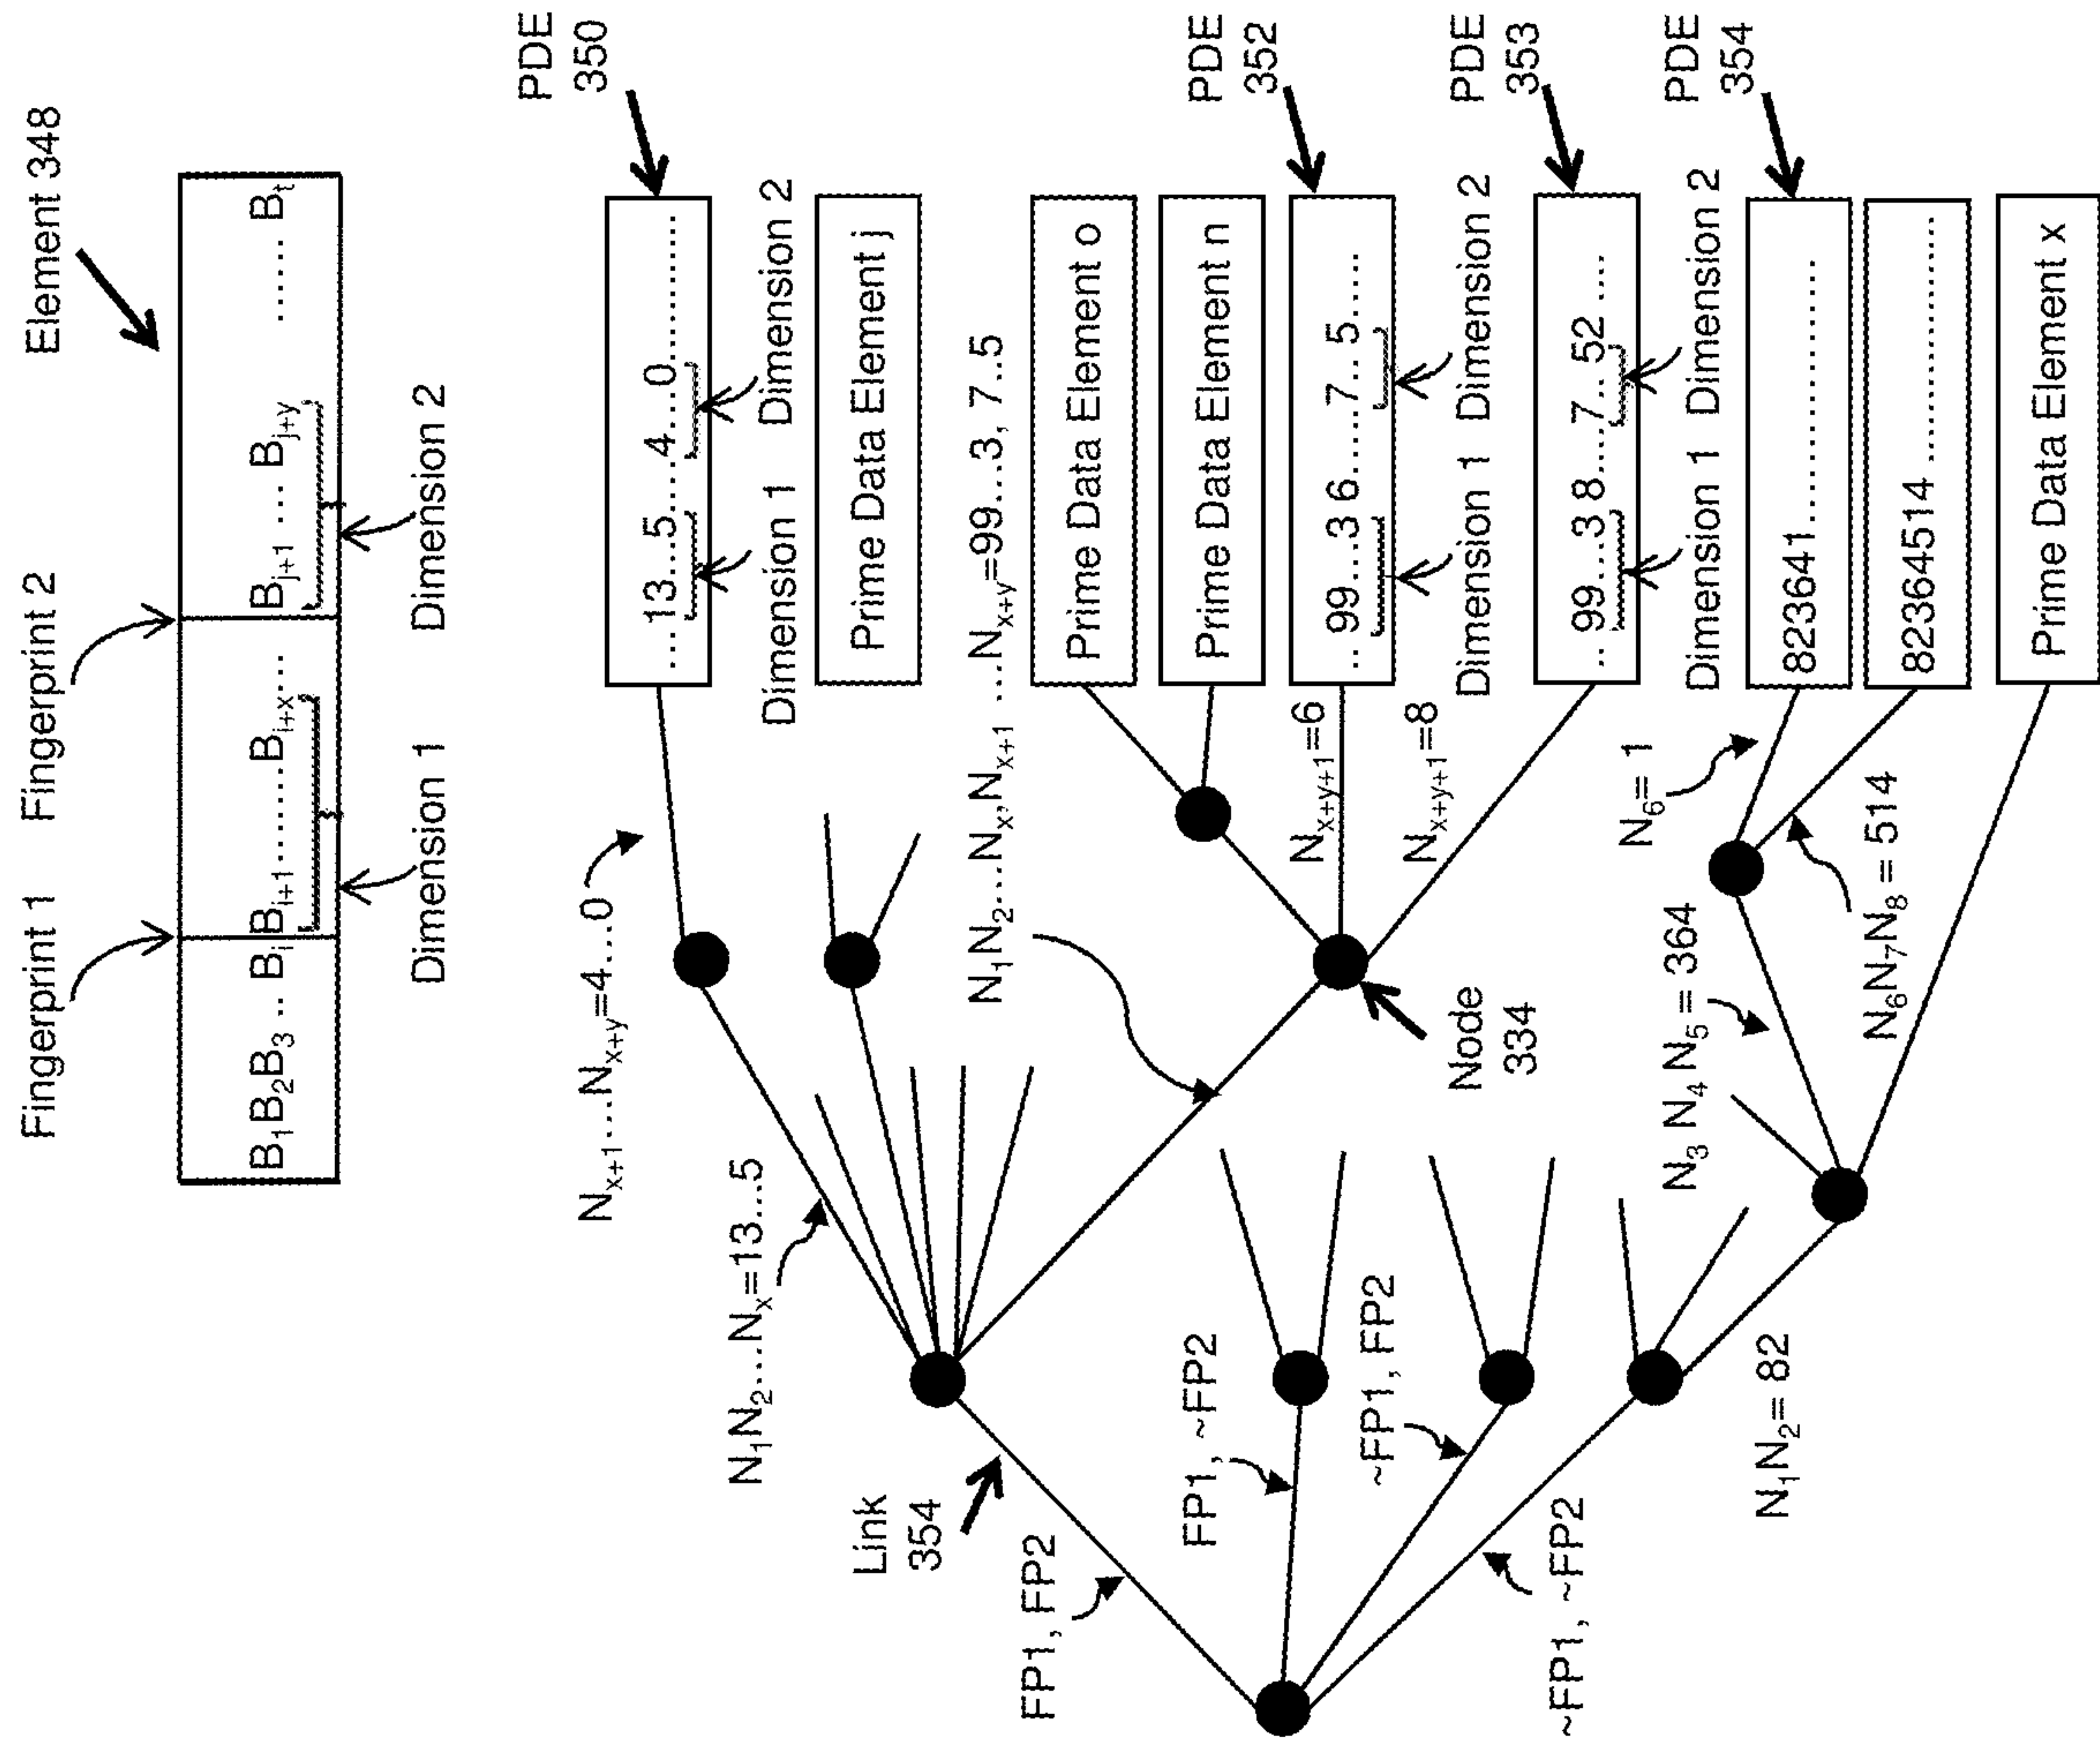 Element 348
Fingerprint 1
Fingerprint 2
B₁B₂B₃ ... Bᵢ
Bᵢ₊₁........Bᵢ₊ₓ...
Bⱼ₊₁ ... Bⱼ₊y
...... Bₜ
Dimension 1
Dimension 2
PDE
350
Nₓ₊₁...Nₓ₊y=4...0
.... 13...5......4...0............
Dimension 1
Dimension 2
N₁N₂...Nₓ=13...5
Prime Data Element j
N₁N₂...Nₓ,Nₓ₊₁ ...Nₓ₊y=99...3, 7..5
Link
354
FP1, FP2
Prime Data Element o
Prime Data Element n
PDE
352
FP1, ~FP2
Nₓ₊y₊₁=6
.. 99...3 6.....7... 5.....
Nₓ₊y₊₁=8
Dimension 1
Dimension 2
~FP1, FP2
Node
334
PDE
353
.. 99...3 8.....7.. 52 ....
Dimension 1
Dimension 2
~FP1, ~FP2
N₆= 1
PDE
354
823641.....................
N₃ N₄ N₅ = 364
N₁N₂= 82
N₆N₇N₈ = 514
82364514 ....................
Prime Data Element x